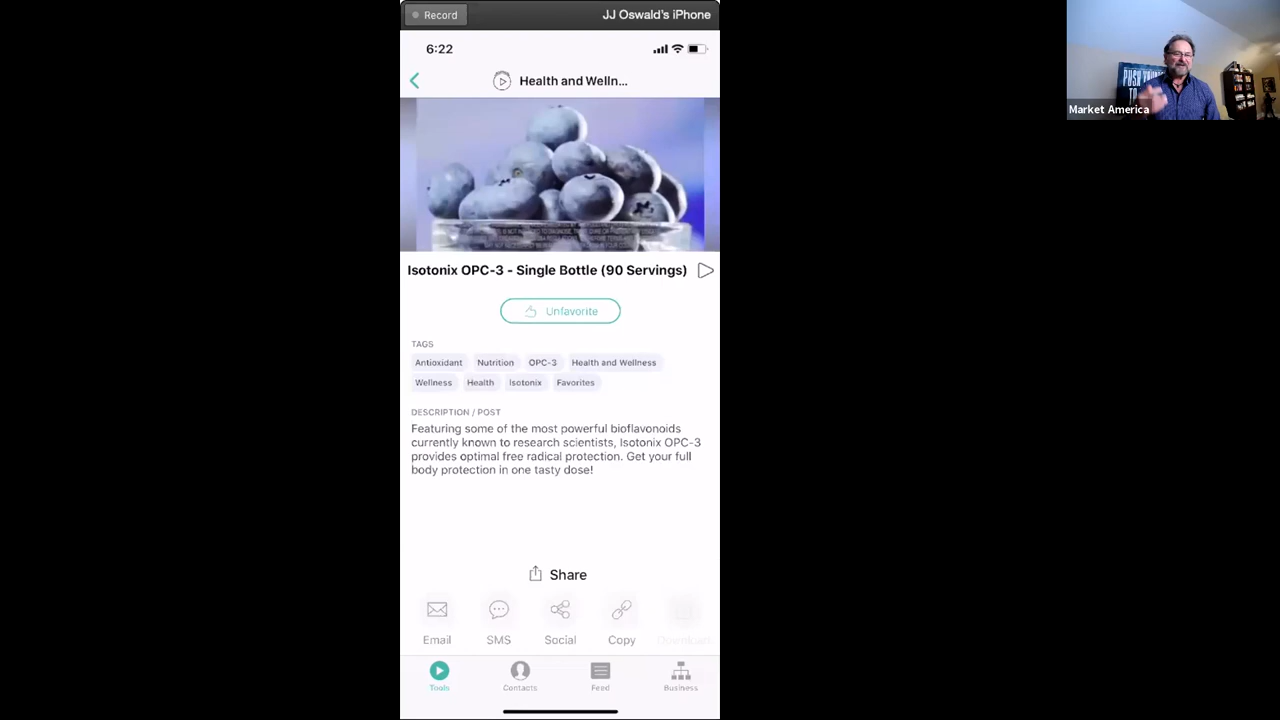 Record
JJ Oswald's iPhone
6:22
Health and Welln...
Isotonix OPC-3 - Single Bottle (90 Servings)
Unfavorite
TAGS
Antioxidant Nutrition OPC-3 Health and Wellness
Wellness Health Isotonix Favorites
DESCRIPTION / POST
Featuring some of the most powerful bioflavonoids
currently known to research scientists, Isotonix OPC-3
provides optimal free radical protection. Get your full
body protection in one tasty dose!
Share
Email SMS Social Copy Download
Tools Contacts Feed Business
PUSH
TO
Market America